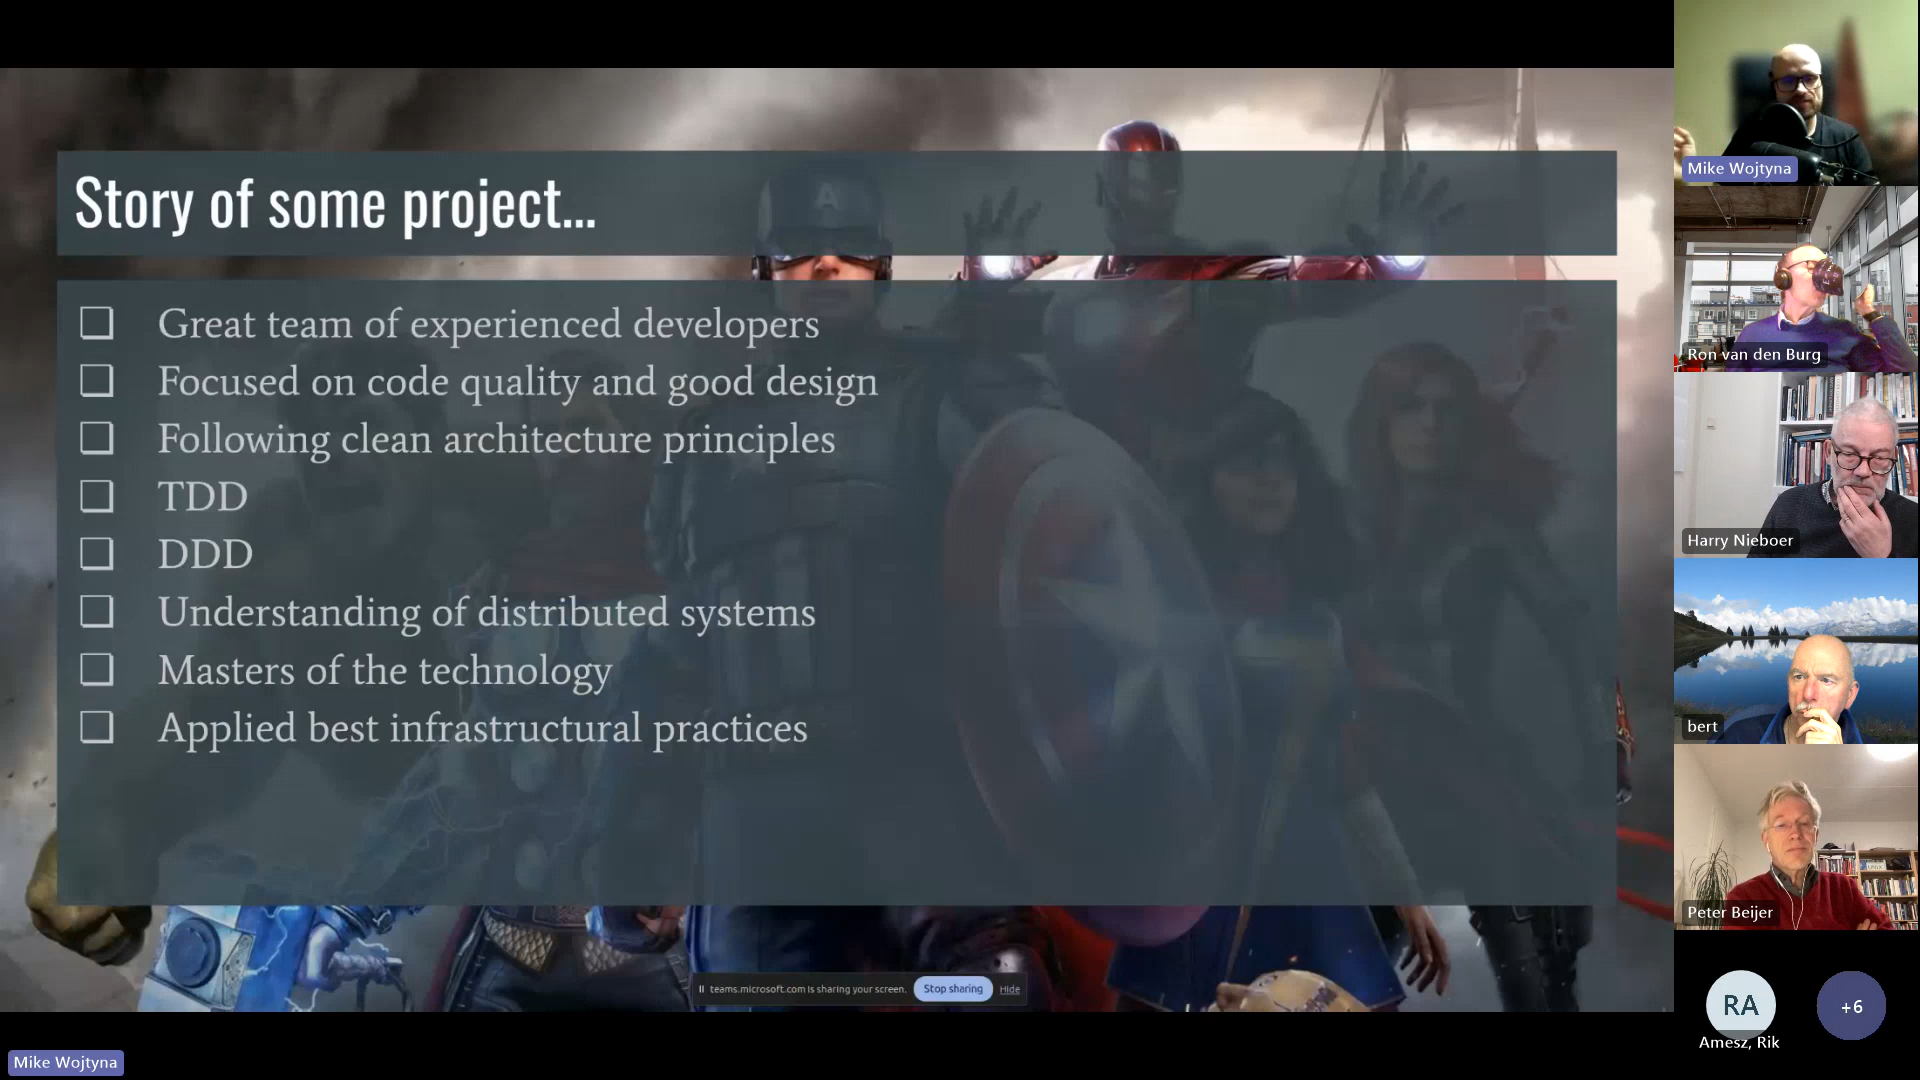 Story of some project...
❑ Great team of experienced developers
❑ Focused on code quality and good design
❑ Following clean architecture principles
❑ TDD
❑ DDD
❑ Understanding of distributed systems
❑ Masters of the technology
❑ Applied best infrastructural practices
A
teams.microsoft.com is sharing your screen. Stop sharing Hide
Mike Wojtyna
Mike Wojtyna
Ron van den Burg
Harry Nieboer
bert
Peter Beijer
RA
Amesz, Rik
+6